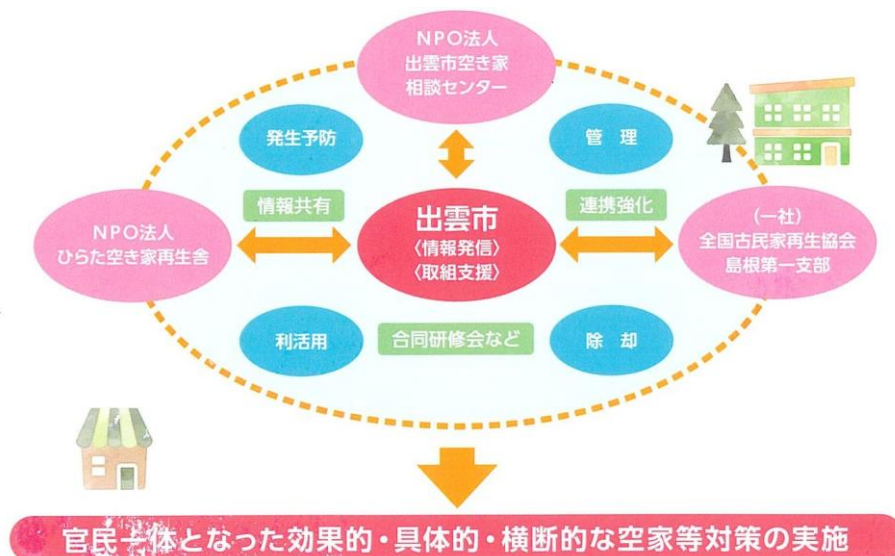 NPO法人
出雲市空き家
相談センター
発生予防
管 理
情報共有
連携強化
NPO法人
ひらた空き家再生舎
出雲市
〈情報発信〉
〈取組支援〉
(一社)
全国古民家再生協会
島根第一支部
利活用
合同研修会など
除 却
官民一体となった効果的・具体的・横断的な空家等対策の実施